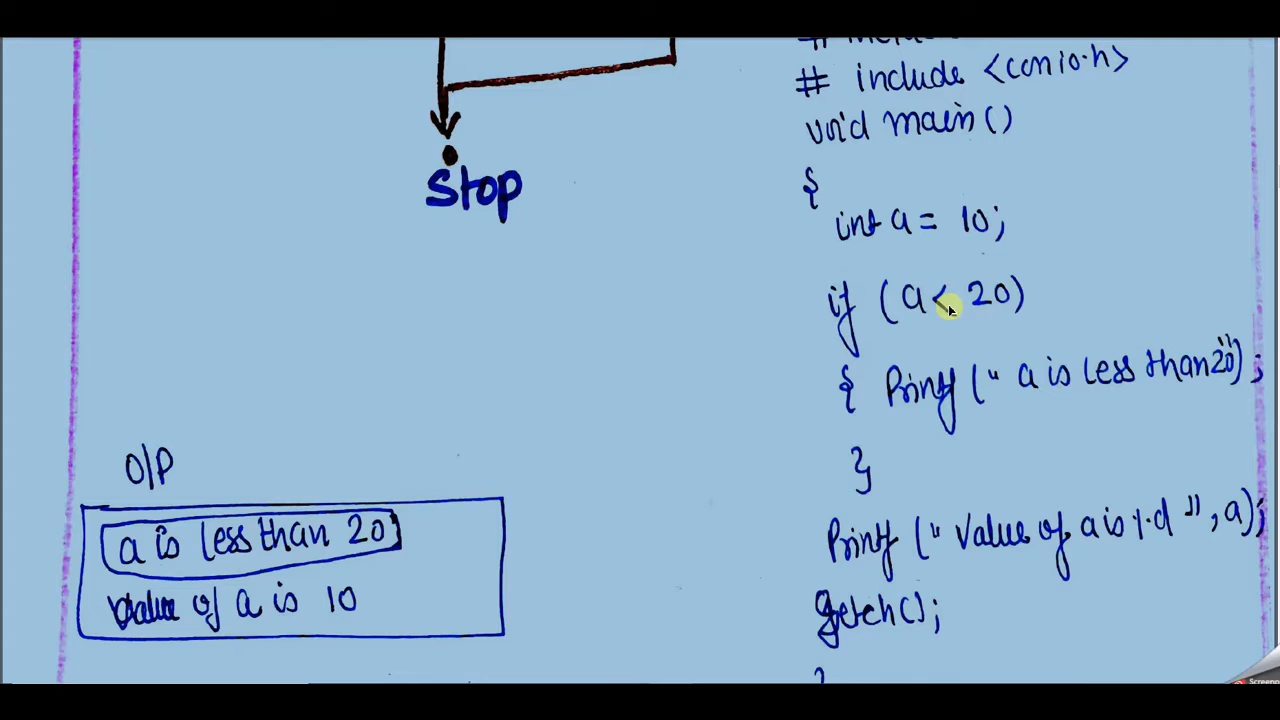 Stop
O/P
a is less than 20
value of a is 10
# include <conio.h>
void main()
{
int a = 10;
if (a < 20)
{ Printf (" a is less than 20");
}
Printf (" Value of a is %d ", a);
getch();
}